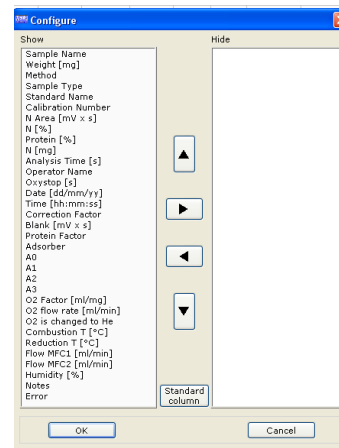 Configure
Show
Hide
Sample Name
Weight [mg]
Method
Sample Type
Standard Name
Calibration Number
N Area [mV x s]
N [%]
Protein [%]
N [mg]
Analysis Time [s]
Operator Name
Oxystop [s]
Date [dd/mm/yy]
Time [hh:mm:ss]
Correction Factor
Blank [mV x s]
Protein Factor
Adsorber
A0
A1
A2
A3
O2 Factor [ml/mg]
O2 flow rate [ml/min]
O2 is changed to He
Combustion T [°C]
Reduction T [°C]
Flow MFC1 [ml/min]
Flow MFC2 [ml/min]
Humidity [%]
Notes
Error
Standard
column
OK
Cancel